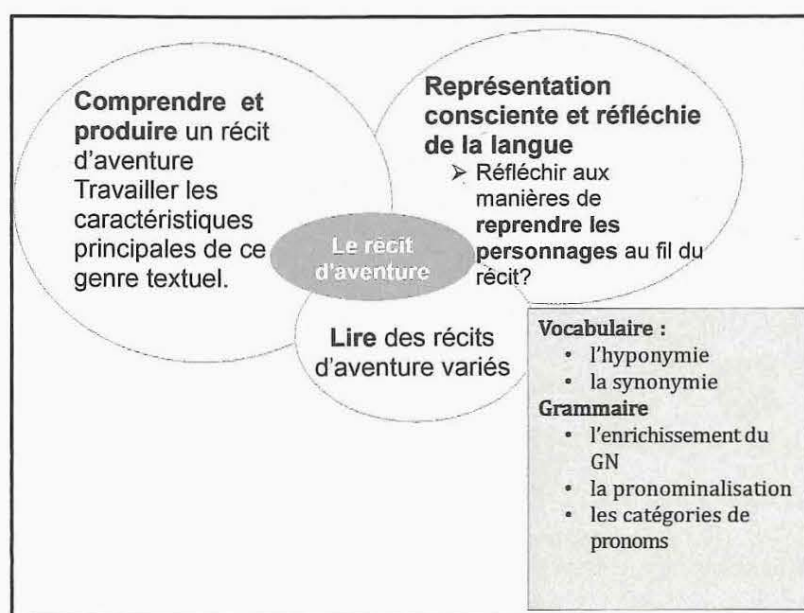 Comprendre et
produire un récit
d'aventure
Travailler les
caractéristiques
principales de ce
genre textuel.
Représentation
consciente et réfléchie
de la langue
➢ Réfléchir aux
manières de
reprendre les
personnages au fil du
récit?
Le récit
d'aventure
Lire des récits
d'aventure variés
Vocabulaire :
• l'hyponymie
• la synonymie
Grammaire
• l'enrichissement du
GN
• la pronominalisation
• les catégories de
pronoms